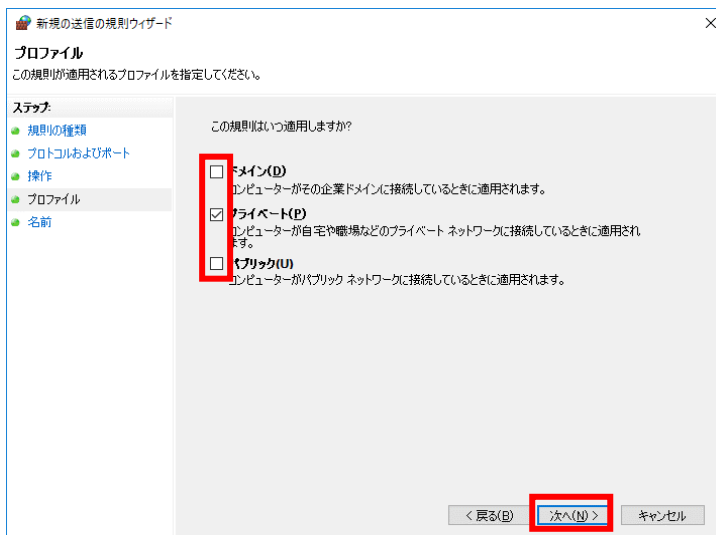 新規の送信の規則ウィザード
プロファイル
この規則が適用されるプロファイルを指定してください。
ステップ:
規則の種類
プロトコルおよびポート
操作
プロファイル
名前
この規則はいつ適用しますか?
ドメイン(D)
コンピューターがその企業ドメインに接続しているときに適用されます。
プライベート(P)
コンピューターが自宅や職場などのプライベート ネットワークに接続しているときに適用され
ます。
パブリック(U)
コンピューターがパブリック ネットワークに接続しているときに適用されます。
< 戻る(B)
次へ(N) >
キャンセル